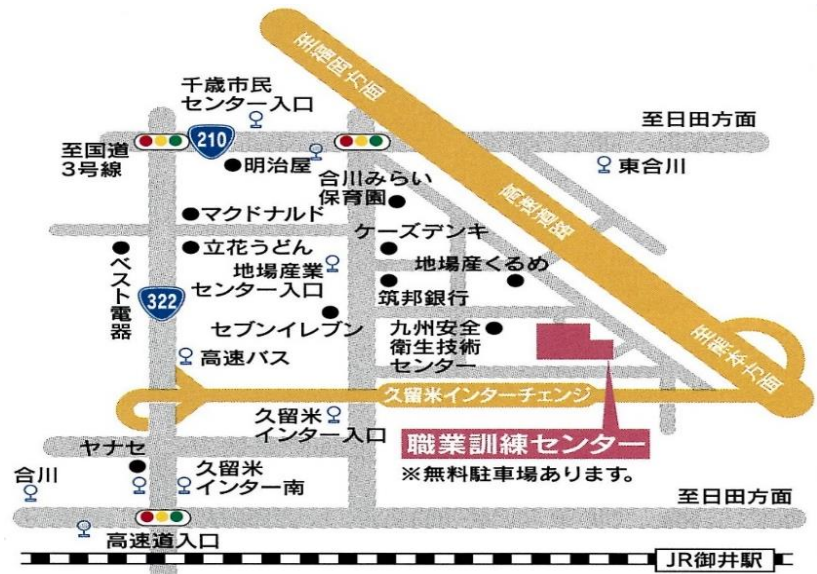 至福岡方面
千歳市民
センター入口
至日田方面
至国道
3号線
210
明治屋
東合川
合川みらい
保育園
高速道路
マクドナルド
ケーズデンキ
立花うどん
地場産業
センター入口
地場産くるめ
ベスト電器
322
筑邦銀行
セブンイレブン
九州安全
衛生技術
センター
至熊本方面
高速バス
久留米インターチェンジ
久留米
インター入口
職業訓練センター
※無料駐車場あります。
ヤナセ
合川
久留米
インター南
至日田方面
高速道入口
JR御井駅